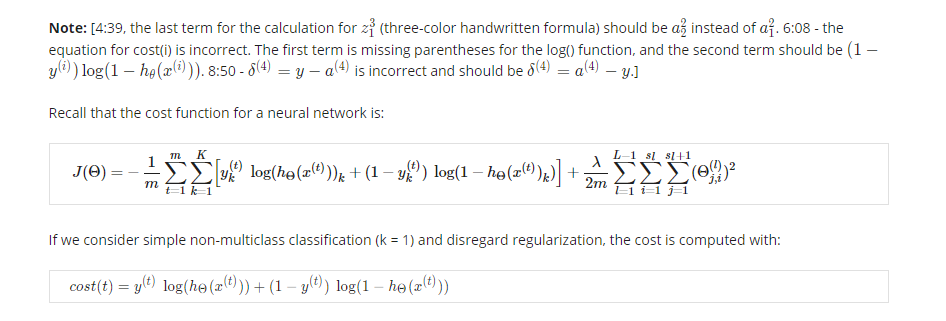 Note: [4:39, the last term for the calculation for $z_1^3$ (three-color handwritten formula) should be $a_3^2$ instead of $a_1^2$. 6:08 - the
equation for cost(i) is incorrect. The first term is missing parentheses for the log() function, and the second term should be $(1 -$
$y^{(i)}) \log(1 - h_\theta(x^{(i)}))$. 8:50 - $\delta^{(4)} = y - a^{(4)}$ is incorrect and should be $\delta^{(4)} = a^{(4)} - y$.]
Recall that the cost function for a neural network is:
$J(\Theta) = -\frac{1}{m} \sum_{t=1}^{m} \sum_{k=1}^{K} \left[ y_k^{(t)} \log(h_\Theta(x^{(t)}))_k + (1 - y_k^{(t)}) \log(1 - h_\Theta(x^{(t)})_k) \right] + \frac{\lambda}{2m} \sum_{l=1}^{L-1} \sum_{i=1}^{sl} \sum_{j=1}^{sl+1} (\Theta_{j,i}^{(l)})^2$
If we consider simple non-multiclass classification (k = 1) and disregard regularization, the cost is computed with:
$cost(t) = y^{(t)} \log(h_\Theta(x^{(t)})) + (1 - y^{(t)}) \log(1 - h_\Theta(x^{(t)}))$